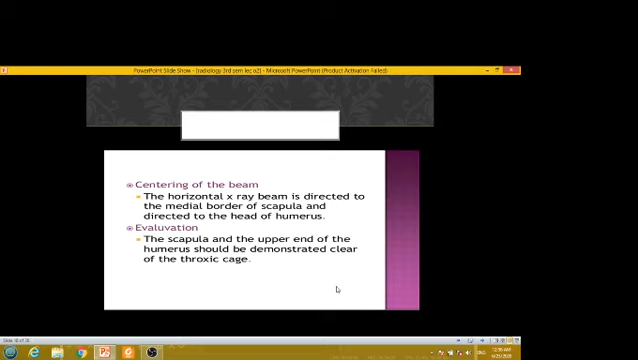 PowerPoint Slide Show - [radiology 3rd sem lec o2] - Microsoft PowerPoint (Product Activation Failed)
Centering of the beam
The horizontal x ray beam is directed to
the medial border of scapula and
directed to the head of humerus.
Evaluvation
The scapula and the upper end of the
humerus should be demonstrated clear
of the throxic cage.